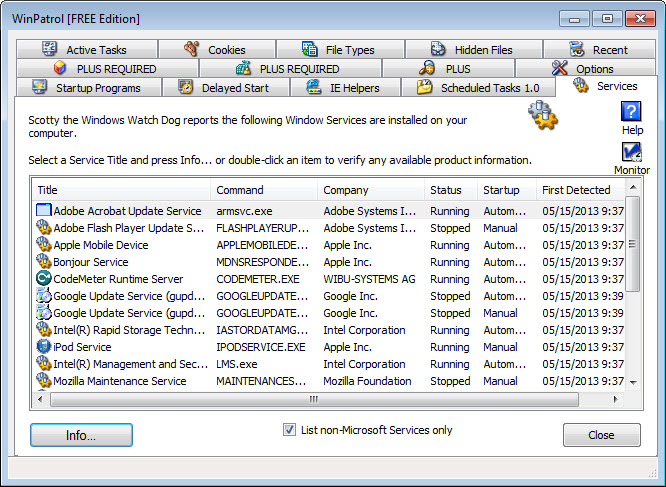 WinPatrol [FREE Edition]
Active Tasks Cookies File Types Hidden Files Recent
PLUS REQUIRED PLUS REQUIRED PLUS Options
Startup Programs Delayed Start IE Helpers Scheduled Tasks 1.0 Services
Scotty the Windows Watch Dog reports the following Window Services are installed on your
computer.
Help
Select a Service Title and press Info... or double-click an item to verify any available product information.
Monitor
Title Command Company Status Startup First Detected
Adobe Acrobat Update Service armsvc.exe Adobe Systems I... Running Autom... 05/15/2013 9:37
Adobe Flash Player Update S... FLASHPLAYERUP... Adobe Systems I... Stopped Manual 05/15/2013 9:37
Apple Mobile Device APPLEMOBILEDE... Apple Inc. Running Autom... 05/15/2013 9:37
Bonjour Service MDNSRESPONDE... Apple Inc. Running Autom... 05/15/2013 9:37
CodeMeter Runtime Server CODEMETER.EXE WIBU-SYSTEMS AG Running Autom... 05/15/2013 9:37
Google Update Service (gupd... GOOGLEUPDATE... Google Inc. Stopped Autom... 05/15/2013 9:39
Google Update Service (gupd... GOOGLEUPDATE... Google Inc. Stopped Manual 05/15/2013 9:39
Intel(R) Rapid Storage Techn... IASTORDATAMG... Intel Corporation Running Autom... 05/15/2013 9:37
iPod Service IPODSERVICE.EXE Apple Inc. Running Manual 05/15/2013 9:37
Intel(R) Management and Sec... LMS.exe Intel Corporation Running Autom... 05/15/2013 9:37
Mozilla Maintenance Service MAINTENANCES... Mozilla Foundation Stopped Manual 05/15/2013 9:37
Info... List non-Microsoft Services only Close